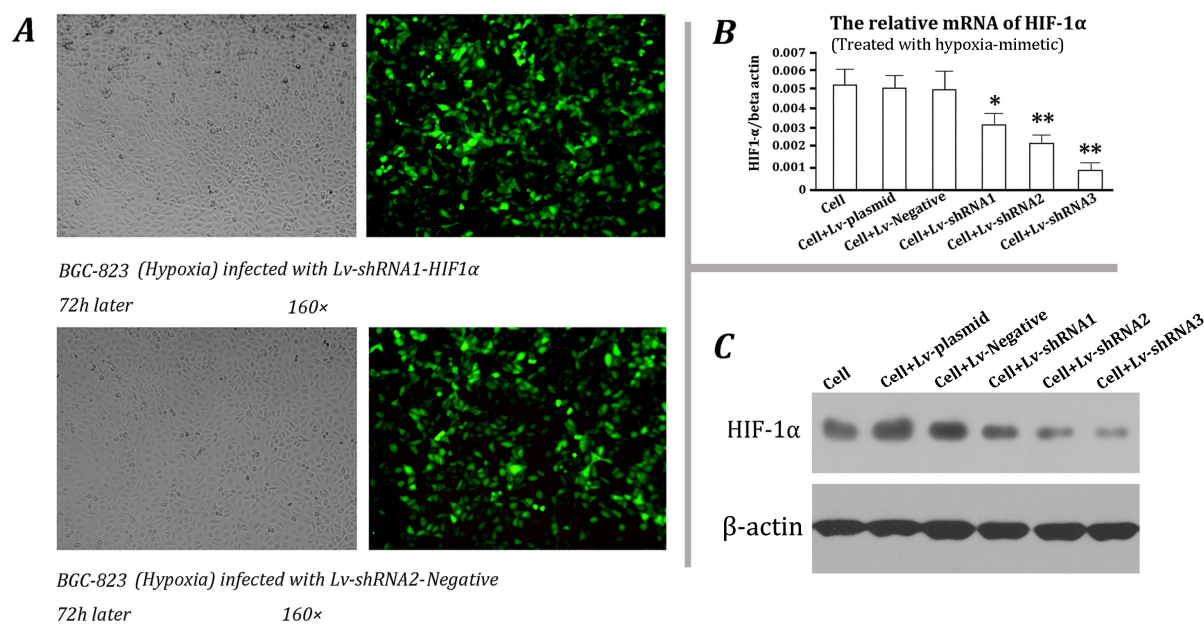 A
BGC-823 (Hypoxia) infected with Lv-shRNA1-HIF1α
72h later 160×
BGC-823 (Hypoxia) infected with Lv-shRNA2-Negative
72h later 160×
B
The relative mRNA of HIF-1α
(Treated with hypoxia-mimetic)
HIF1-α/beta actin
0.007
0.006
0.005
0.004
0.003
0.002
0.001
0
*
**
**
Cell
Cell+Lv-plasmid
Cell+Lv-Negative
Cell+Lv-shRNA1
Cell+Lv-shRNA2
Cell+Lv-shRNA3
C
Cell
Cell+Lv-plasmid
Cell+Lv-Negative
Cell+Lv-shRNA1
Cell+Lv-shRNA2
Cell+Lv-shRNA3
HIF-1α
β-actin